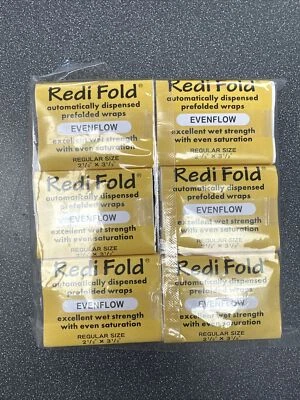 Redi Fold
automatically dispensed
prefolded wraps
EVENFLOW
excellent wet strength
with even saturation
REGULAR SIZE
Redi Fold
automatically dispensed
prefolded wraps
EVENFLOW
excellent wet strength
with even saturation
REGULAR SIZE
Redi Fold®
automatically dispensed
prefolded wraps
EVENFLOW
excellent wet strength
with even saturation
REGULAR SIZE
Redi Fold®
automatically dispensed
prefolded wraps
EVENFLOW
excellent wet strength
with even saturation
REGULAR SIZE
Redi Fold®
automatically dispensed
prefolded wraps
EVENFLOW
excellent wet strength
with even saturation
REGULAR SIZE
Redi Fold®
automatically dispensed
prefolded wraps
EVENFLOW
excellent wet strength
with even saturation
REGULAR SIZE